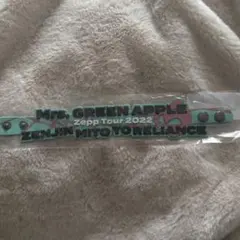 Mrs. GREEN APPLE
Zepp Tour 2022
ZENJIN MITO TO RELIANCE